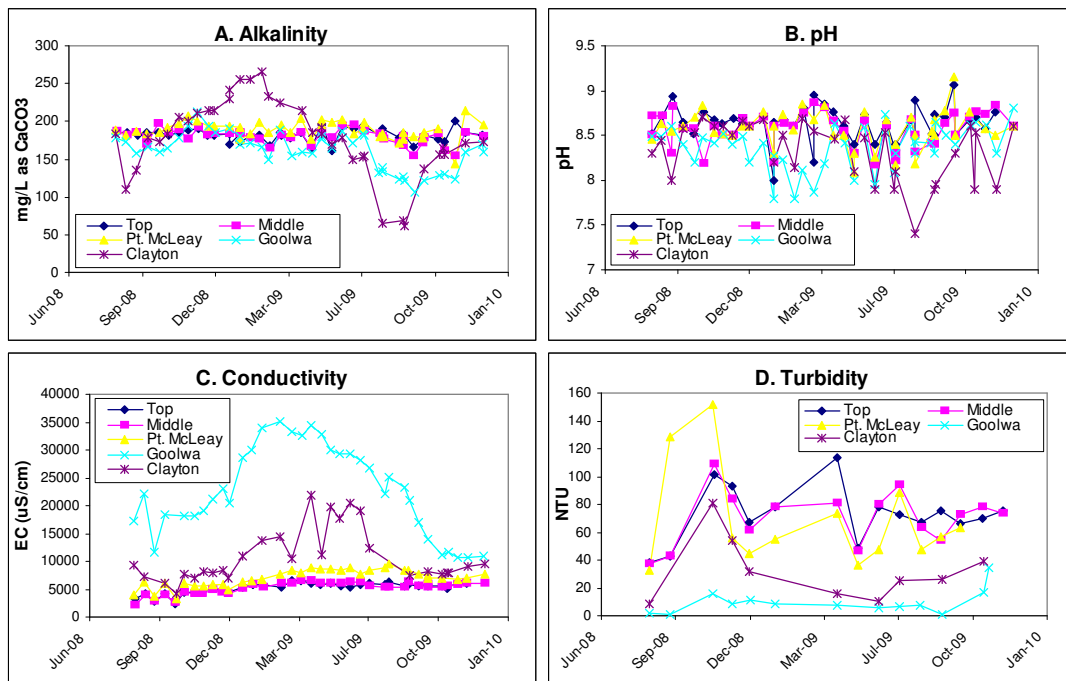 A. Alkalinity
mg/L as CaCO3
300
250
200
150
100
50
0
Top
Middle
Pt. McLeay
Goolwa
Clayton
Jun-08
Sep-08
Dec-08
Mar-09
Jul-09
Oct-09
Jan-10
B. pH
pH
9.5
9
8.5
8
7.5
7
Top
Middle
Pt. McLeay
Goolwa
Clayton
Jun-08
Sep-08
Dec-08
Mar-09
Jul-09
Oct-09
Jan-10
C. Conductivity
EC (uS/cm)
40000
35000
30000
25000
20000
15000
10000
5000
0
Top
Middle
Pt. McLeay
Goolwa
Clayton
Jun-08
Sep-08
Dec-08
Mar-09
Jul-09
Oct-09
Jan-10
D. Turbidity
NTU
160
140
120
100
80
60
40
20
0
Top
Middle
Pt. McLeay
Goolwa
Clayton
Jun-08
Sep-08
Dec-08
Mar-09
Jul-09
Oct-09
Jan-10